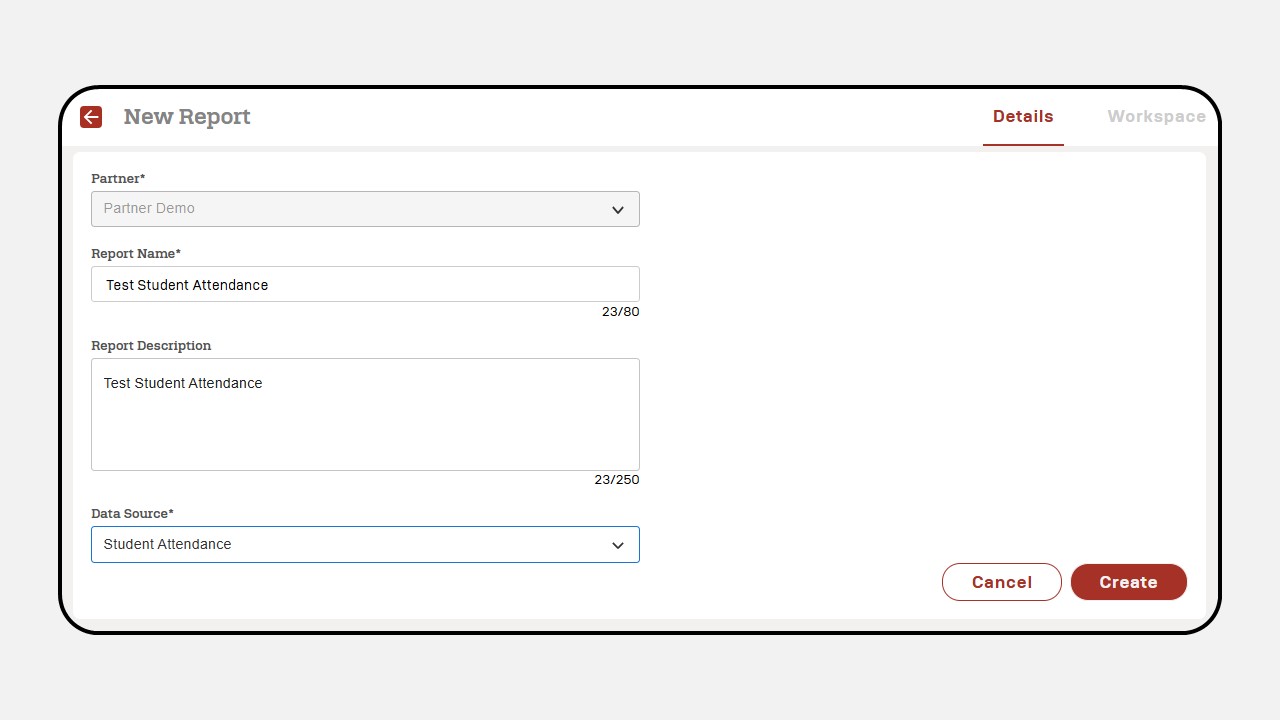 New Report
Details
Workspace
Partner*
Partner Demo
Report Name*
Test Student Attendance
23/80
Report Description
Test Student Attendance
23/250
Data Source*
Student Attendance
Cancel
Create